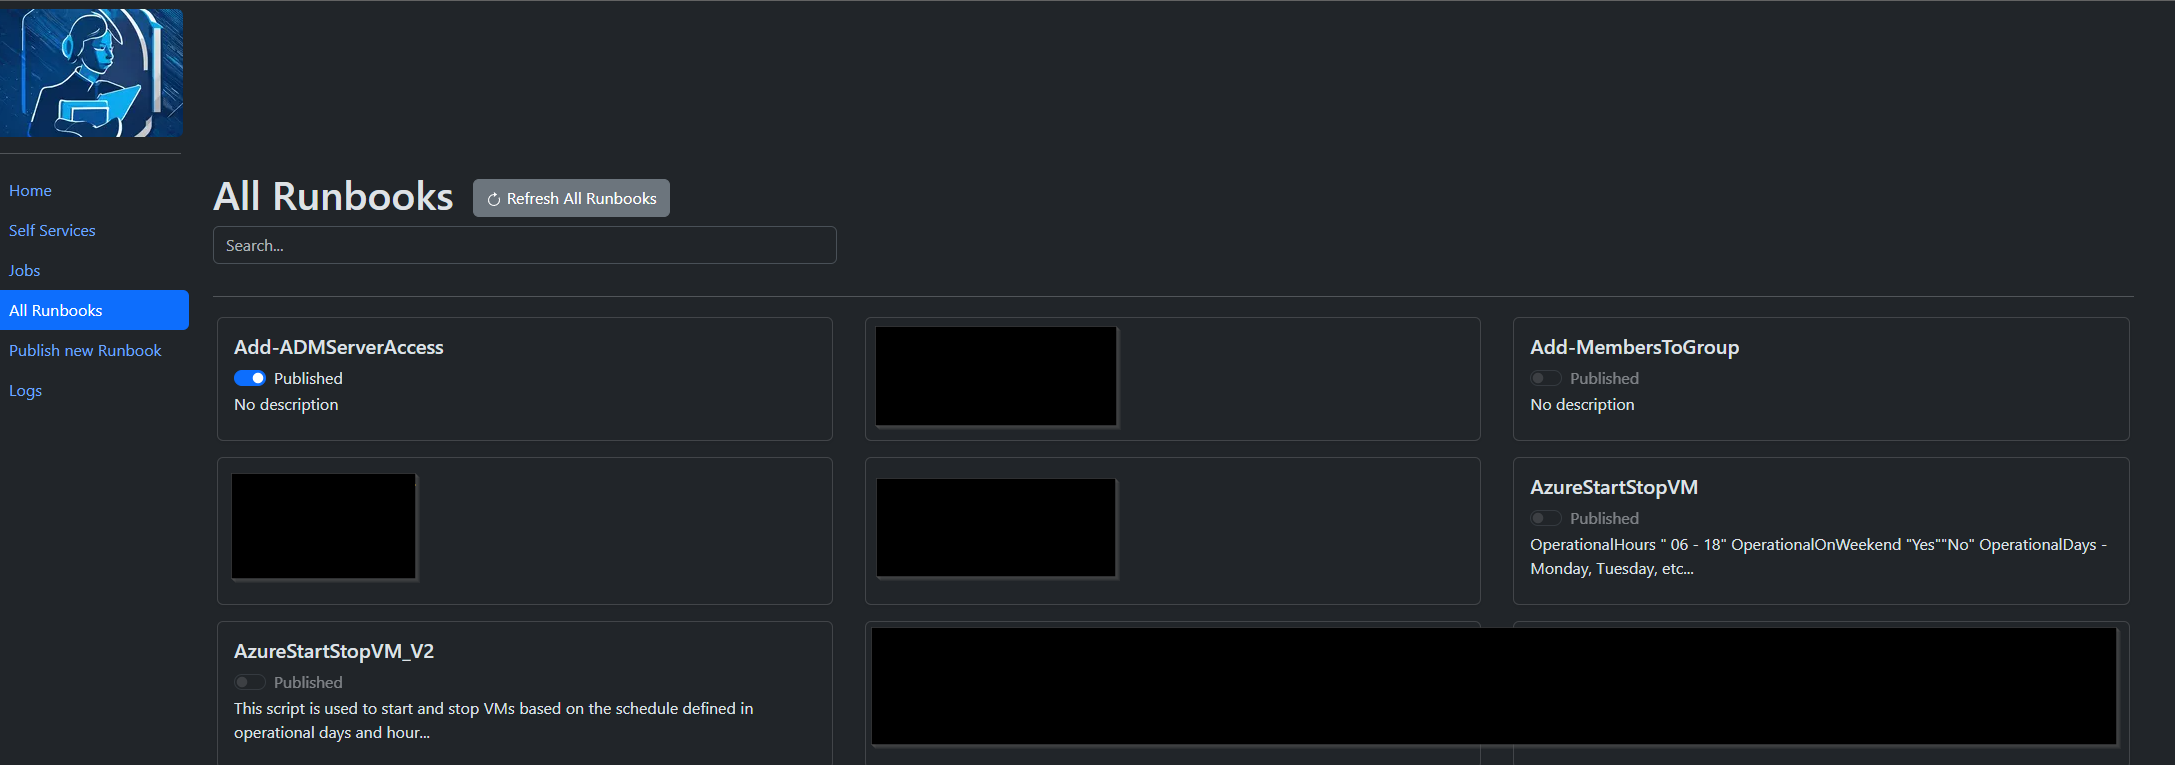 Home
Self Services
Jobs
All Runbooks
Publish new Runbook
Logs
All Runbooks
Refresh All Runbooks
Search...
Add-ADMServerAccess
Published
No description
Add-MembersToGroup
Published
No description
AzureStartStopVM
Published
OperationalHours " 06 - 18" OperationalOnWeekend "Yes""No" OperationalDays -
Monday, Tuesday, etc...
AzureStartStopVM_V2
Published
This script is used to start and stop VMs based on the schedule defined in
operational days and hour...